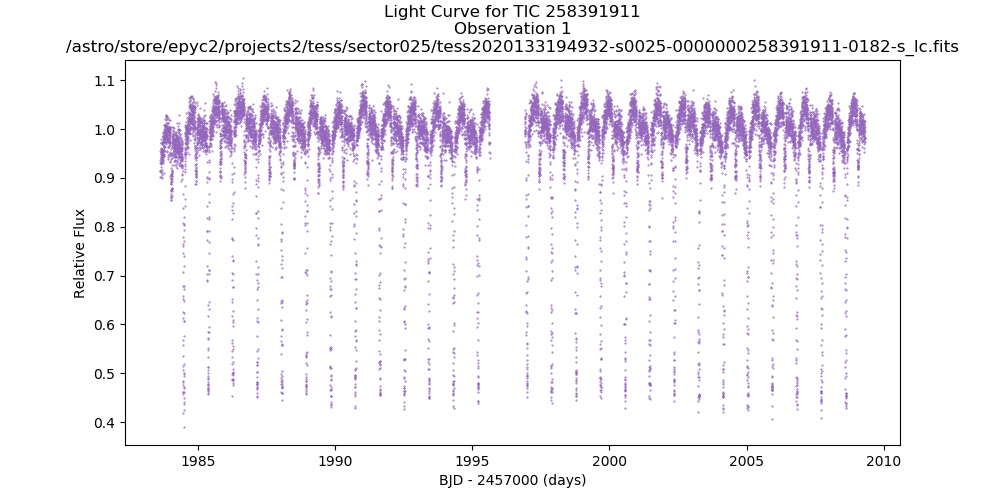 Light Curve for TIC 258391911
Observation 1
/astro/store/epyc2/projects2/tess/sector025/tess2020133194932-s0025-0000000258391911-0182-s_lc.fits
1.1
1.0
0.9
0.8
0.7
0.6
0.5
0.4
Relative Flux
1985
1990
1995
2000
2005
2010
BJD - 2457000 (days)